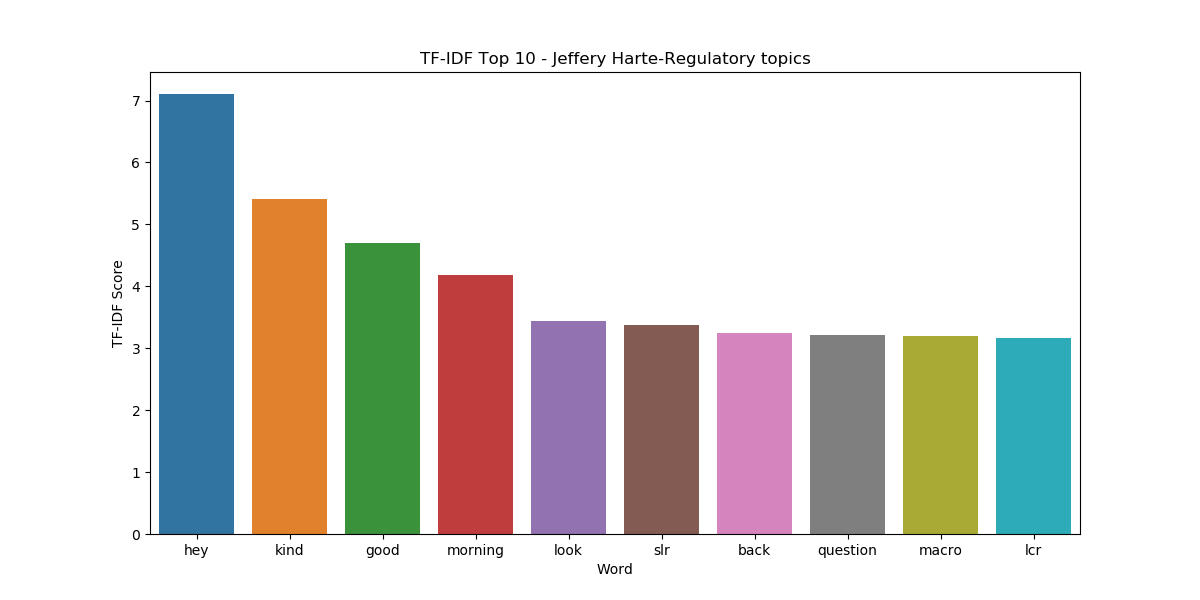 TF-IDF Top 10 - Jeffery Harte-Regulatory topics
7
6
5
4
3
2
1
0
TF-IDF Score
hey kind good morning look slr back question macro lcr
Word